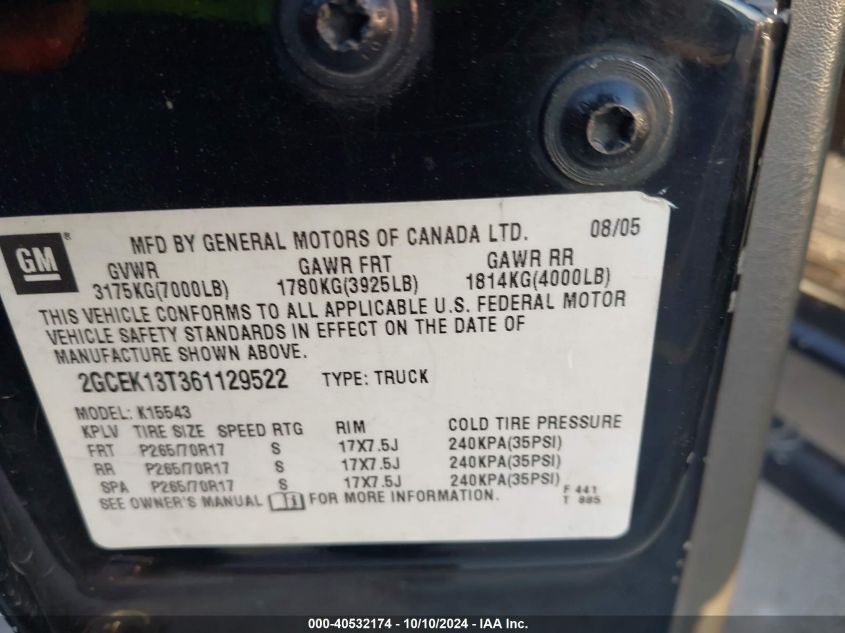 GM®
MFD BY GENERAL MOTORS OF CANADA LTD. 08/05
GVWR GAWR FRT GAWR RR
3175KG(7000LB) 1780KG(3925LB) 1814KG(4000LB)
THIS VEHICLE CONFORMS TO ALL APPLICABLE U.S. FEDERAL MOTOR
VEHICLE SAFETY STANDARDS IN EFFECT ON THE DATE OF
MANUFACTURE SHOWN ABOVE.
2GCEK13T361129522 TYPE: TRUCK
MODEL: K15543
KPLV TIRE SIZE SPEED RTG RIM COLD TIRE PRESSURE
FRT P265/70R17 S 17X7.5J 240KPA(35PSI)
RR P265/70R17 S 17X7.5J 240KPA(35PSI)
SPA P265/70R17 S 17X7.5J 240KPA(35PSI)
SEE OWNER'S MANUAL FOR MORE INFORMATION. F 441
T 885
000-40532174 - 10/10/2024 - IAA Inc.